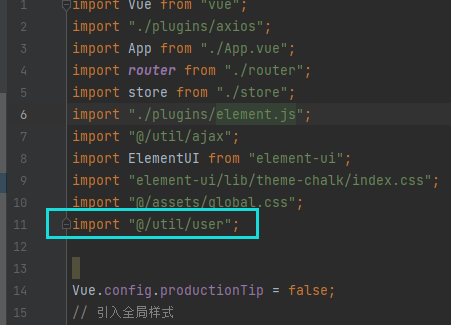 1 import Vue from "vue";
2 import "./plugins/axios";
3 import App from "./App.vue";
4 import router from "./router";
5 import store from "./store";
6 import "./plugins/element.js";
7 import "@/util/ajax";
8 import ElementUI from "element-ui";
9 import "element-ui/lib/theme-chalk/index.css";
10 import "@/assets/global.css";
11 import "@/util/user";
12
13
14 Vue.config.productionTip = false;
15 // 引入全局样式